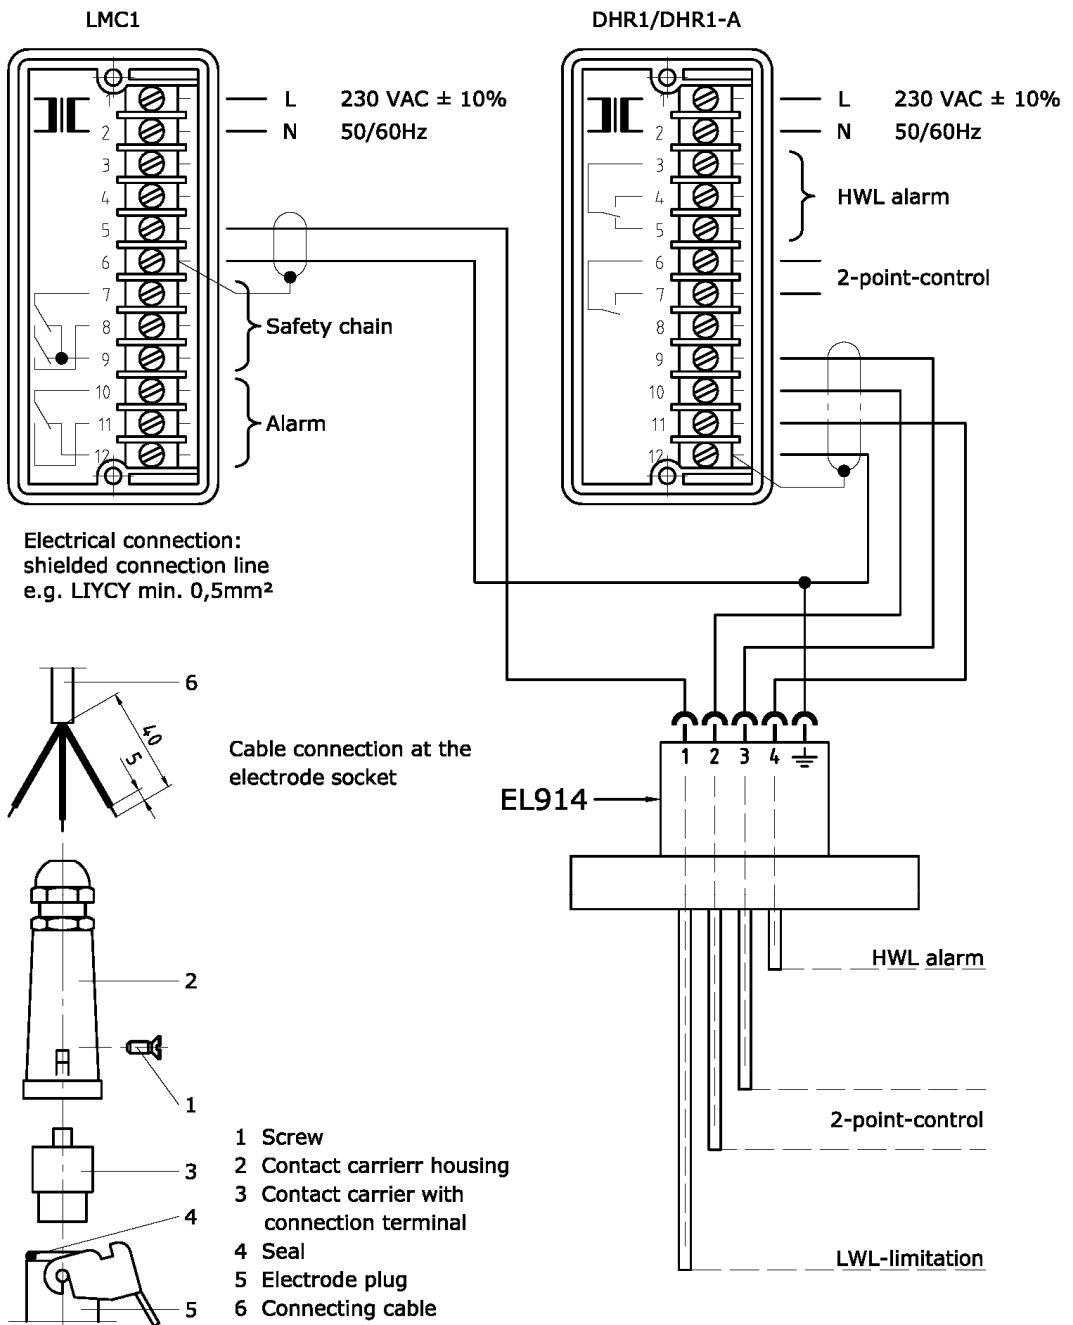 LMC1
DHR1/DHR1-A
1
2
3
4
5
6
7
8
9
10
11
12
L 230 VAC ± 10%
N 50/60Hz
Safety chain
Alarm
1
2
3
4
5
6
7
8
9
10
11
12
L 230 VAC ± 10%
N 50/60Hz
HWL alarm
2-point-control
Electrical connection:
shielded connection line
e.g. LIYCY min. 0,5mm²
6
40
5
Cable connection at the
electrode socket
2
1
3
4
5
1 Screw
2 Contact carrierr housing
3 Contact carrier with
connection terminal
4 Seal
5 Electrode plug
6 Connecting cable
1 2 3 4
EL914
HWL alarm
2-point-control
LWL-limitation